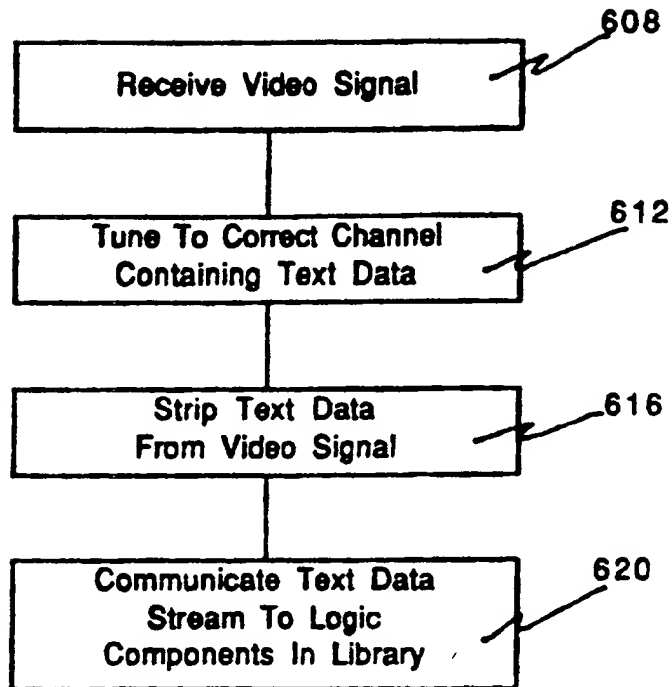 608
Receive Video Signal
612
Tune To Correct Channel
Containing Text Data
616
Strip Text Data
From Video Signal
620
Communicate Text Data
Stream To Logic
Components In Library